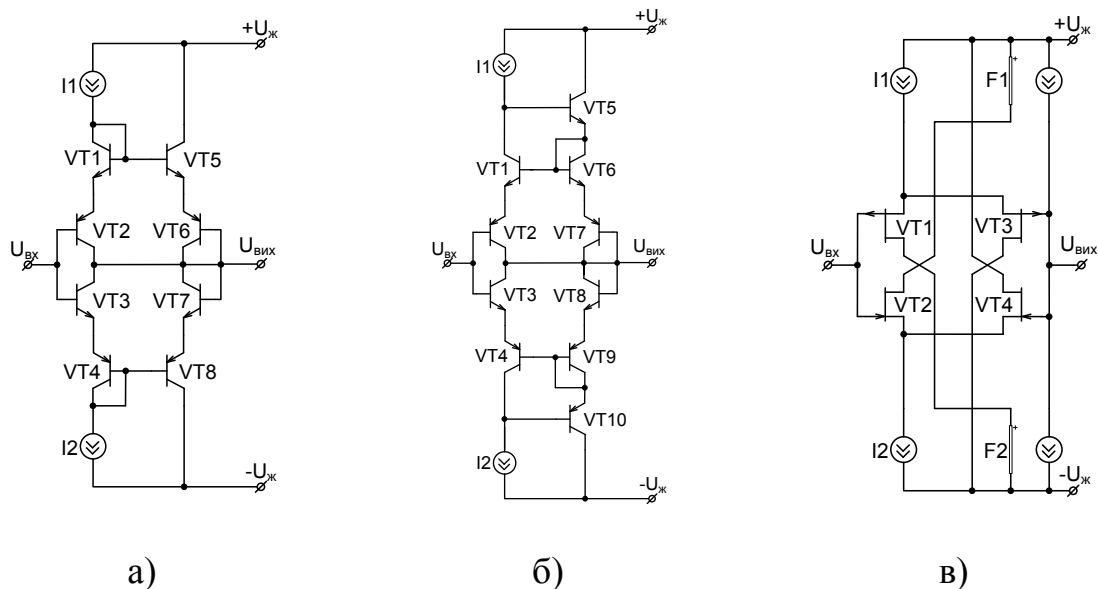 +Uж
I1
VT1
VT5
VT2
VT6
Uвх
Uвих
VT3
VT7
VT4
VT8
I2
-Uж
а)
+Uж
I1
VT5
VT1
VT6
VT2
VT7
Uвх
Uвих
VT3
VT8
VT4
VT9
VT10
I2
-Uж
б)
+Uж
I1
F1
+
VT1
VT3
Uвх
Uвих
VT2
VT4
+
I2
F2
-Uж
в)